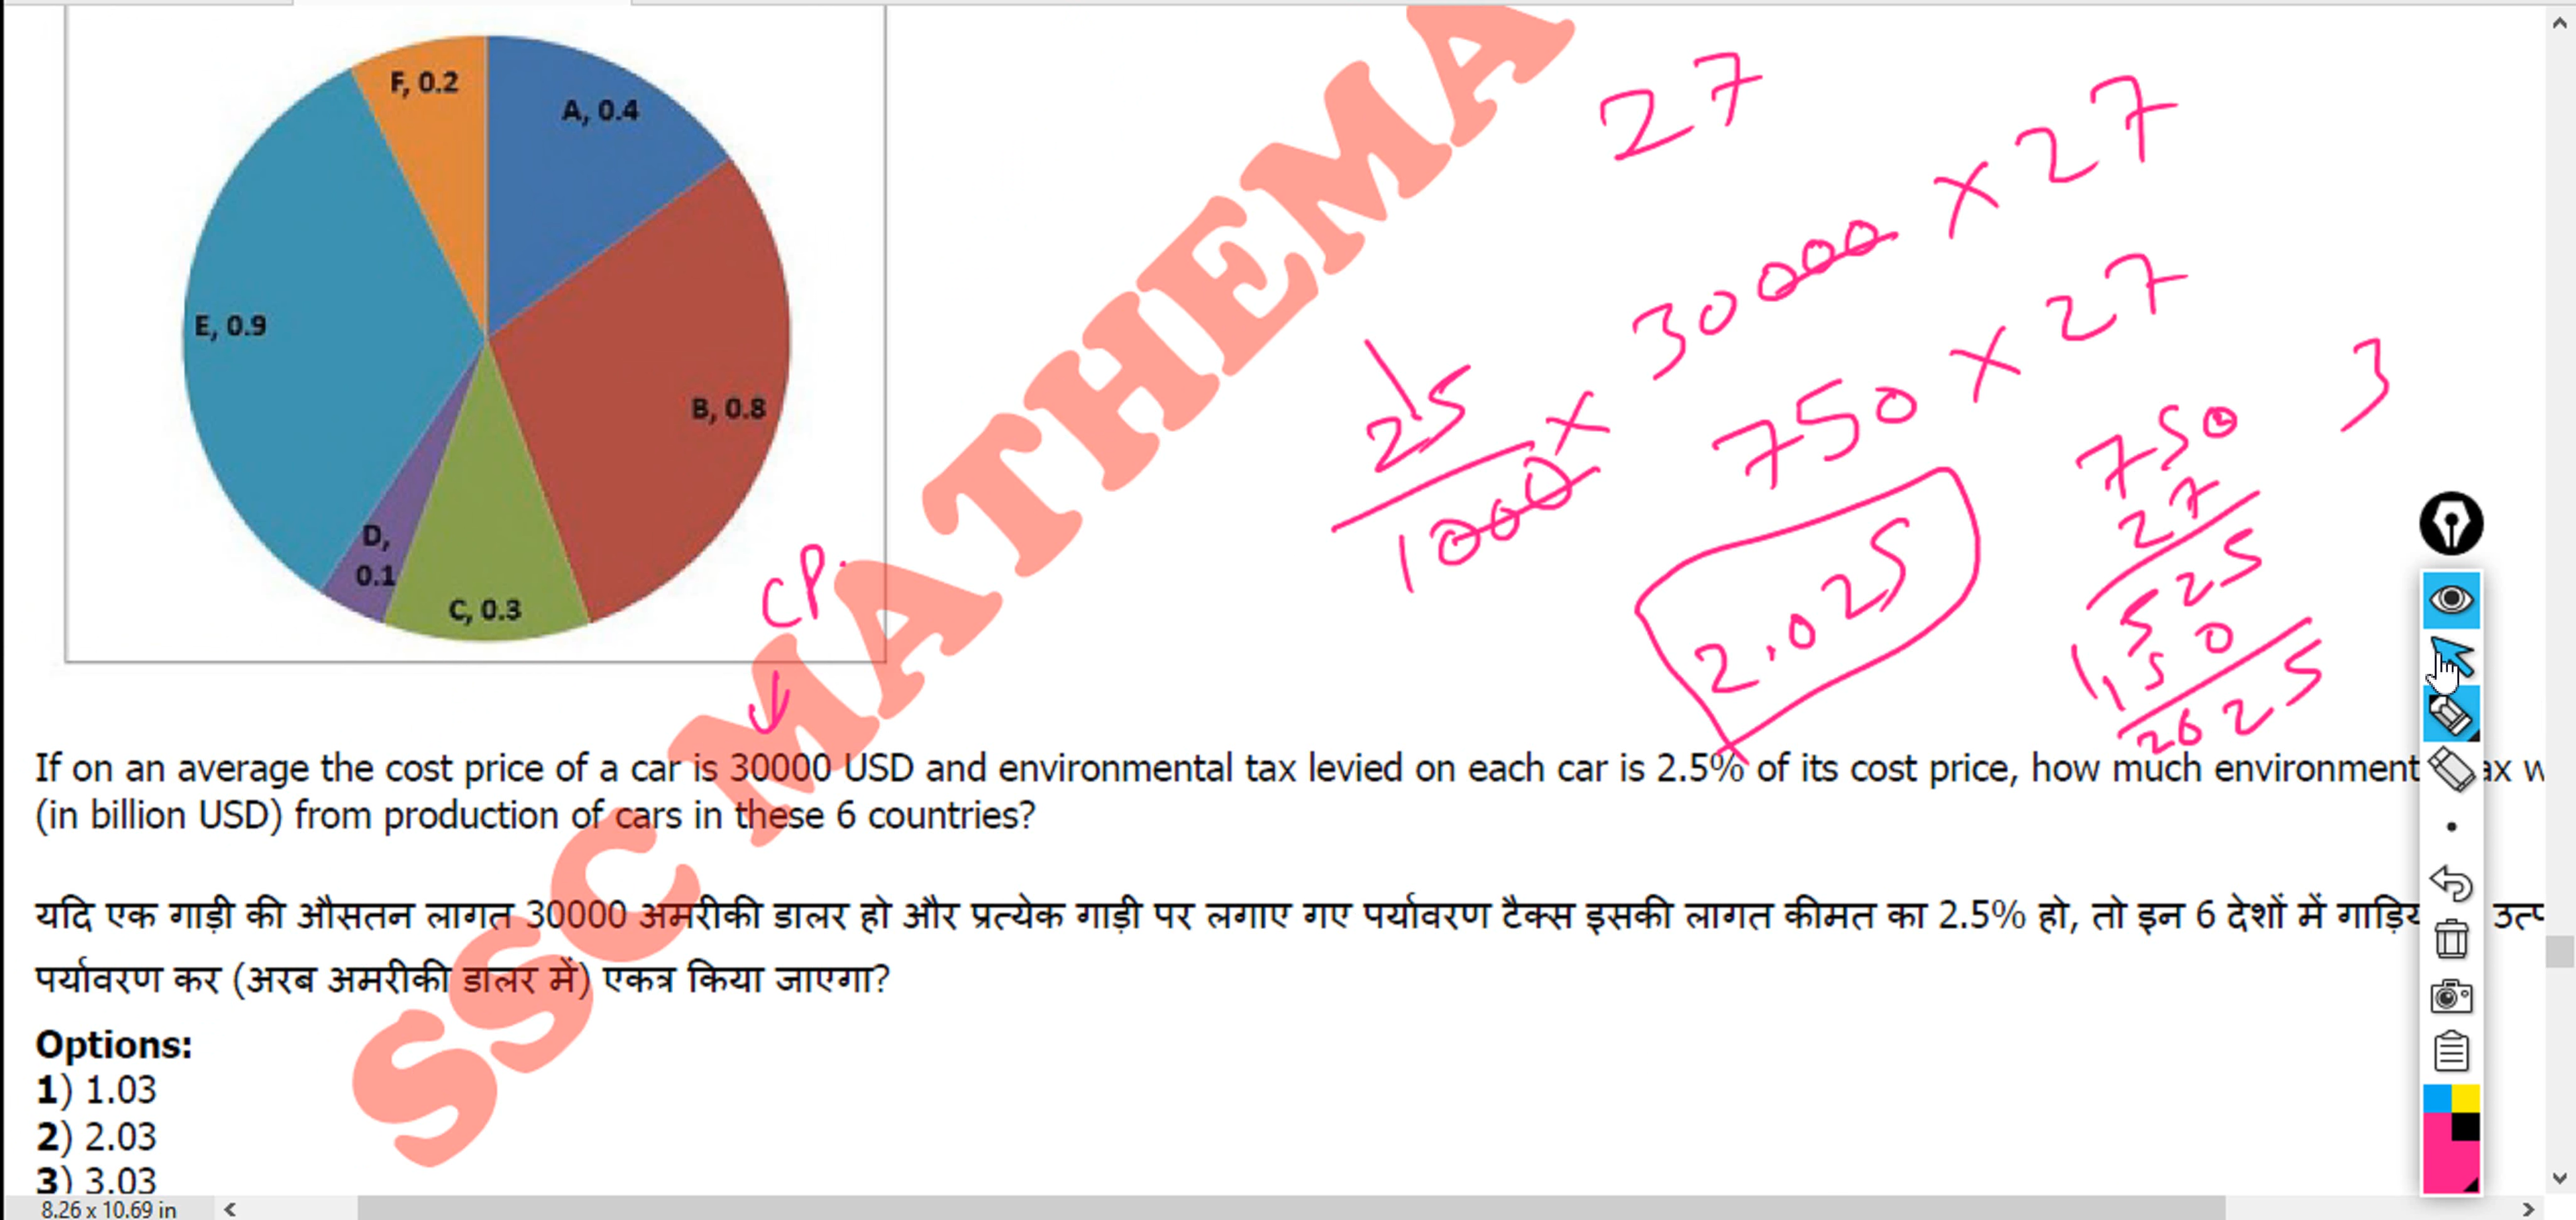 F, 0.2
A, 0.4
E, 0.9
B, 0.8
D,
0.1
C, 0.3
SSC MATHEMA
27
25/1000 × 30000 × 27
750 × 27
2.025
3
750
27
525
150
2025
CP.
If on an average the cost price of a car is 30000 USD and environmental tax levied on each car is 2.5% of its cost price, how much environment ax w
(in billion USD) from production of cars in these 6 countries?
यदि एक गाड़ी की औसतन लागत 30000 अमरीकी डालर हो और प्रत्येक गाड़ी पर लगाए गए पर्यावरण टैक्स इसकी लागत कीमत का 2.5% हो, तो इन 6 देशों में गाड़िय उत्प
पर्यावरण कर (अरब अमरीकी डालर में) एकत्र किया जाएगा?
Options:
1) 1.03
2) 2.03
3) 3.03
8.26 x 10.69 in